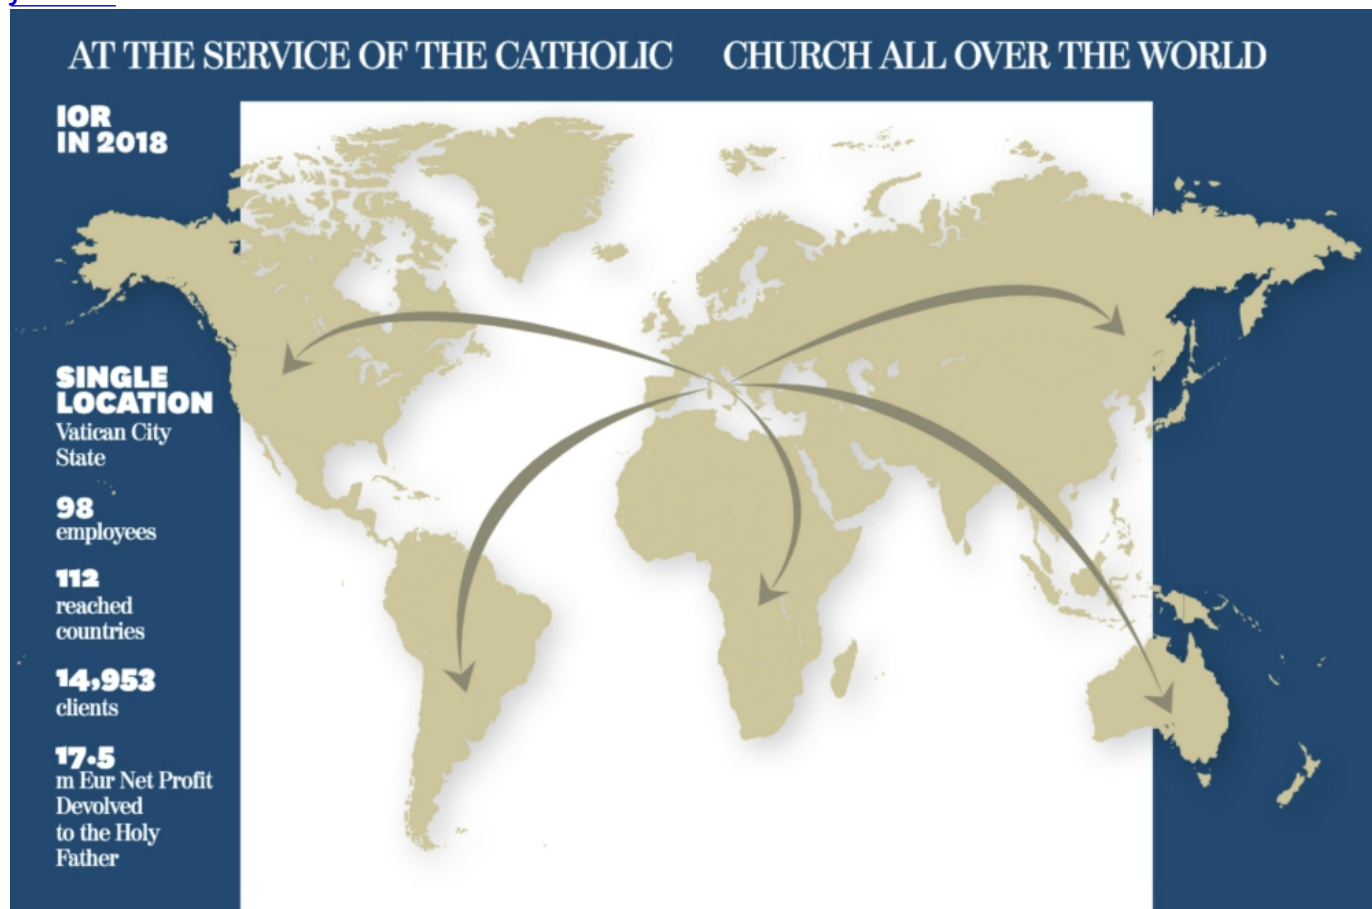 AT THE SERVICE OF THE CATHOLIC CHURCH ALL OVER THE WORLD
IOR
IN 2018
SINGLE
LOCATION
Vatican City
State
98
employees
112
reached
countries
14,953
clients
17.5
m Eur Net Profit
Devolved
to the Holy
Father